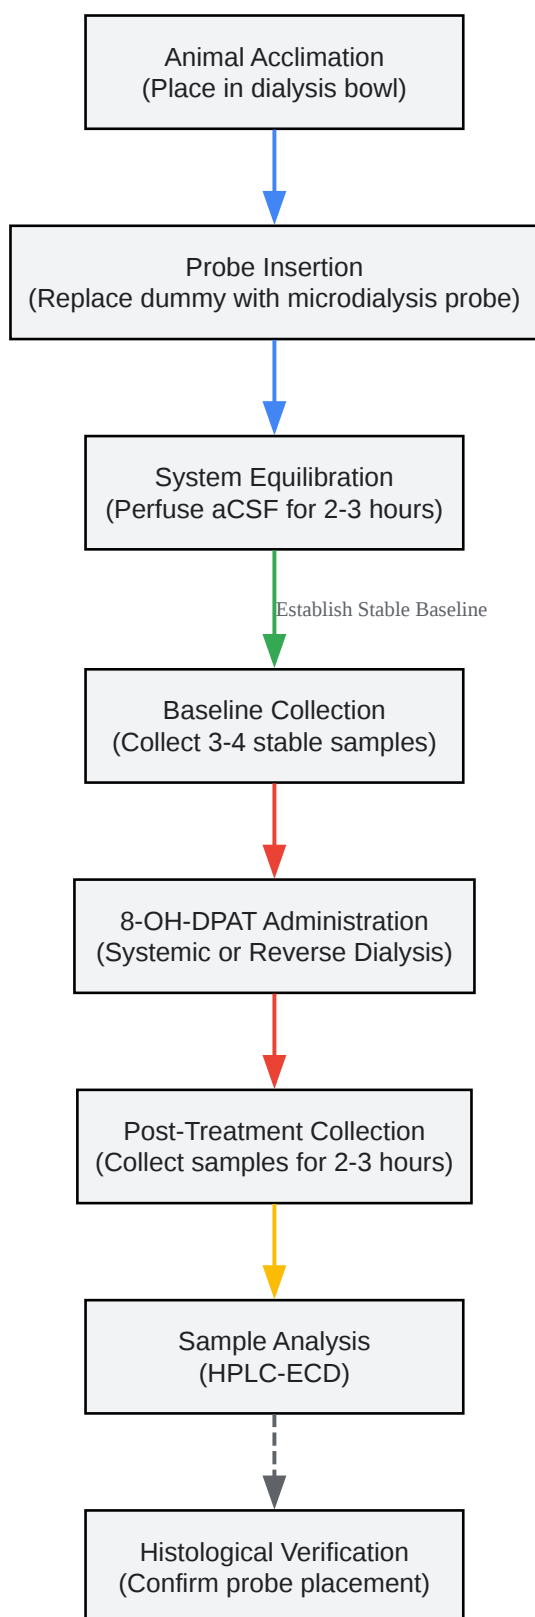 Animal Acclimation
(Place in dialysis bowl)
Probe Insertion
(Replace dummy with microdialysis probe)
System Equilibration
(Perfuse aCSF for 2-3 hours)
Establish Stable Baseline
Baseline Collection
(Collect 3-4 stable samples)
8-OH-DPAT Administration
(Systemic or Reverse Dialysis)
Post-Treatment Collection
(Collect samples for 2-3 hours)
Sample Analysis
(HPLC-ECD)
Histological Verification
(Confirm probe placement)